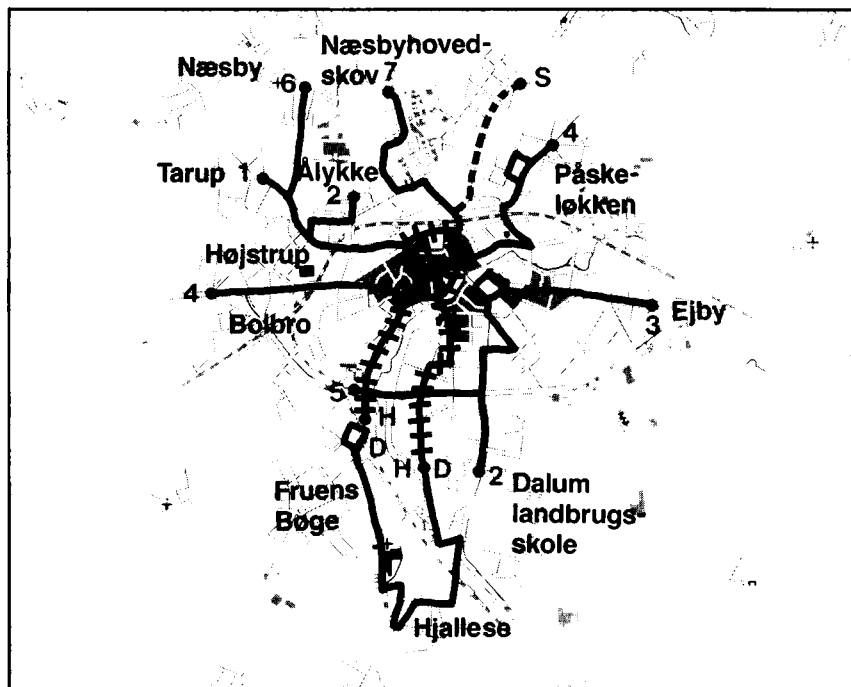 Næsbyhoved-
skov 7
Næsby
6
S
4
Tarup 1
Ålykke
2
Påske-
løkken
Højstrup
4
Bolbro
Ejby
3
5
H
D
H D
2
Fruens
Bøge
Dalum
landbrugs-
skole
Hjallese